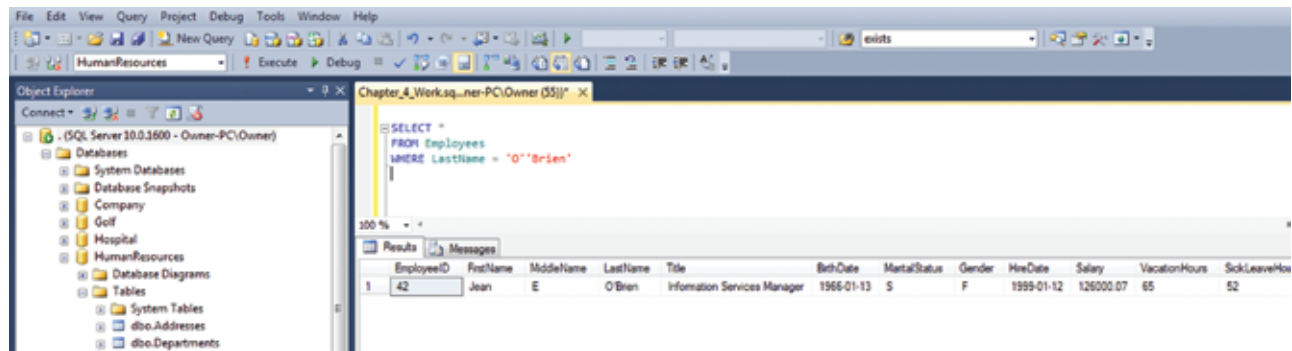 File Edit View Query Project Debug Tools Window Help
New Query exists
HumanResources Execute Debug
Object Explorer
Chapter_4_Work.sq...ner-PC\Owner (55))*
Connect
. (SQL Server 10.0.1600 - Owner-PC\Owner)
Databases
System Databases
Database Snapshots
Company
Golf
Hospital
HumanResources
Database Diagrams
Tables
System Tables
dbo.Addresses
dbo.Departments
SELECT *
FROM Employees
WHERE LastName = 'O''Brien'
100 %
Results Messages
EmployeeID FirstName MiddleName LastName Title BirthDate MaritalStatus Gender HireDate Salary VacationHours SickLeaveHou
1 42 Jean E O'Brien Information Services Manager 1966-01-13 S F 1999-01-12 126000.07 65 52